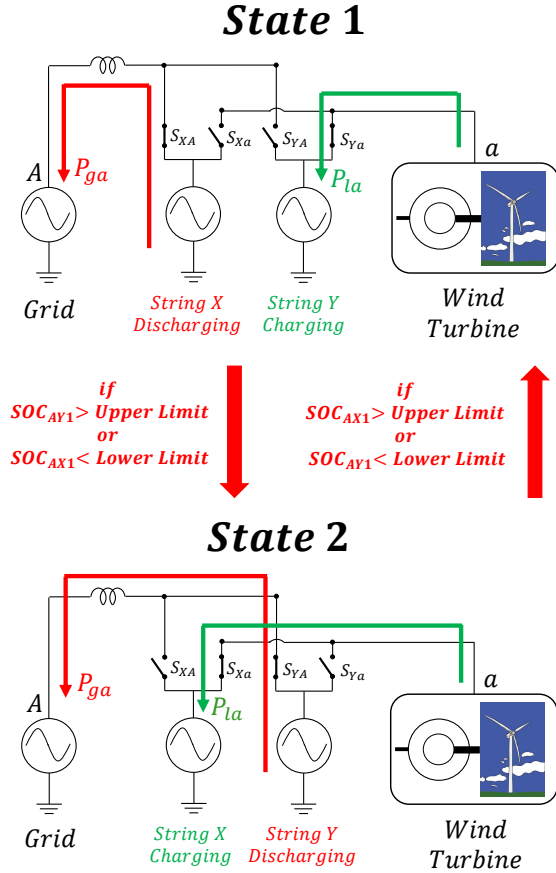 State 1
A
P_ga
S_XA
S_Xa
S_YA
S_Ya
P_la
a
Grid
String X
Discharging
String Y
Charging
Wind
Turbine
if
SOC_AY1> Upper Limit
or
SOC_AX1< Lower Limit
if
SOC_AX1> Upper Limit
or
SOC_AY1< Lower Limit
State 2
A
P_ga
S_XA
S_Xa
S_YA
S_Ya
P_la
a
Grid
String X
Charging
String Y
Discharging
Wind
Turbine